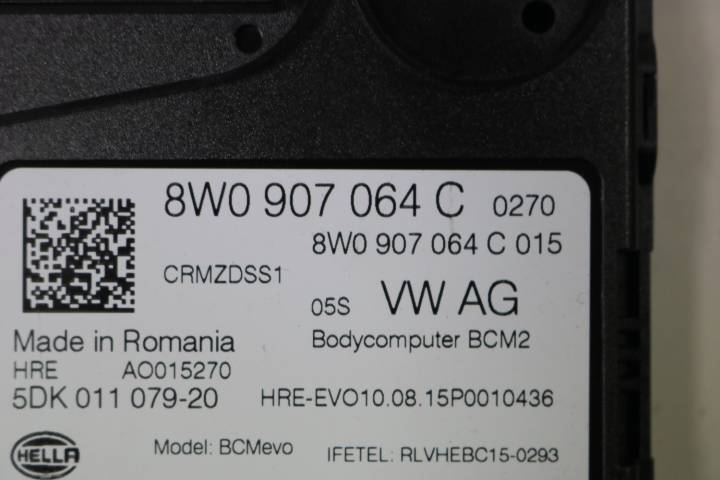 8W0 907 064 C 0270
8W0 907 064 C 015
CRMZDSS1
05S VW AG
Made in Romania
Bodycomputer BCM2
HRE AO015270
5DK 011 079-20
HRE-EVO10.08.15P0010436
HELLA
Model: BCMevo
IFETEL: RLVHEBC15-0293